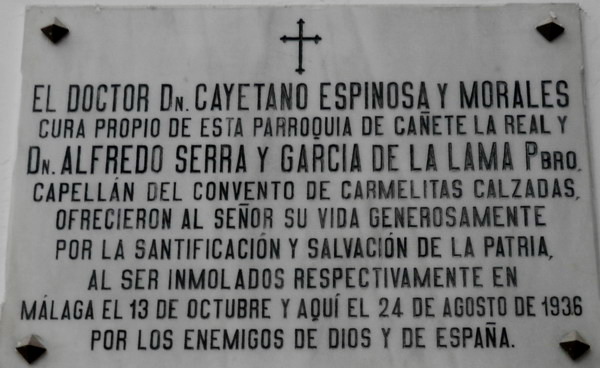 EL DOCTOR DN. CAYETANO ESPINOSA Y MORALES
CURA PROPIO DE ESTA PARROQUIA DE CAÑETE LA REAL Y
DN. ALFREDO SERRA Y GARCIA DE LA LAMA PBRO.
CAPELLÁN DEL CONVENTO DE CARMELITAS CALZADAS,
OFRECIERON AL SEÑOR SU VIDA GENEROSAMENTE
POR LA SANTIFICACIÓN Y SALVACIÓN DE LA PATRIA,
AL SER INMOLADOS RESPECTIVAMENTE EN
MÁLAGA EL 13 DE OCTUBRE Y AQUÍ EL 24 DE AGOSTO DE 1936
POR LOS ENEMIGOS DE DIOS Y DE ESPAÑA.